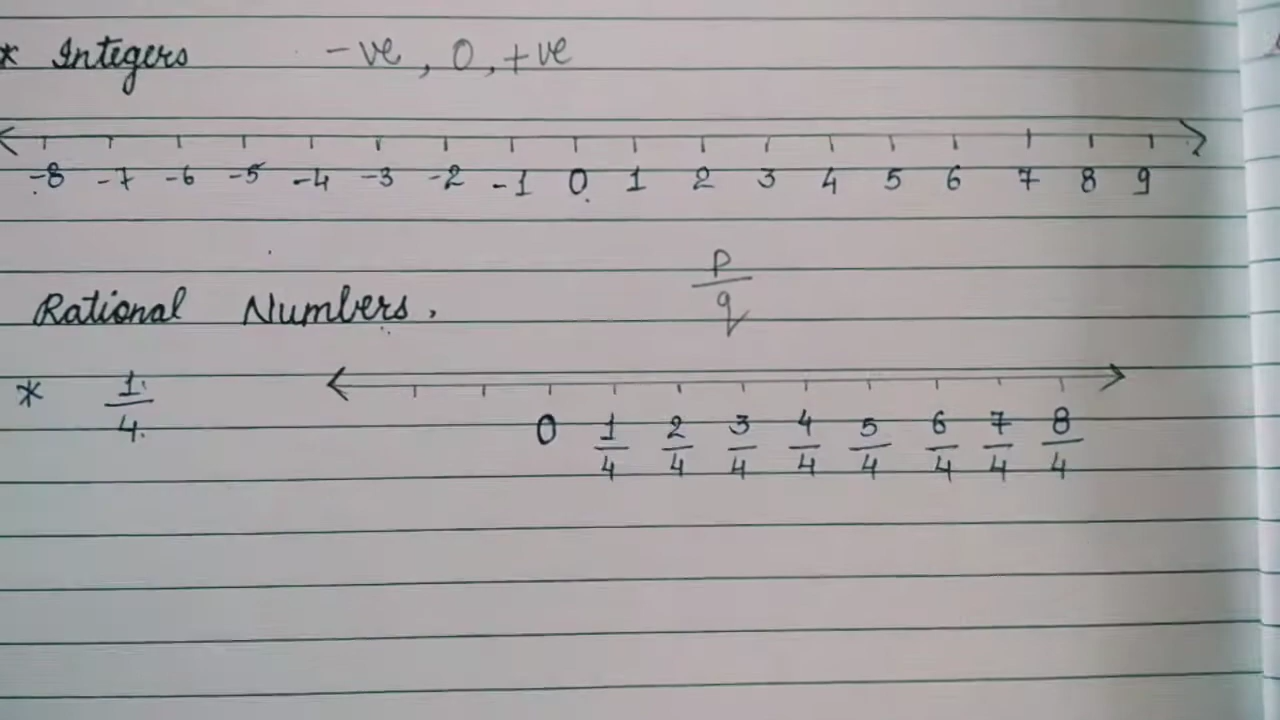 * Integers -ve, 0, +ve
-8 -7 -6 -5 -4 -3 -2 -1 0 1 2 3 4 5 6 7 8 9
p/q
Rational Numbers.
* 1/4
0 1/4 2/4 3/4 4/4 5/4 6/4 7/4 8/4